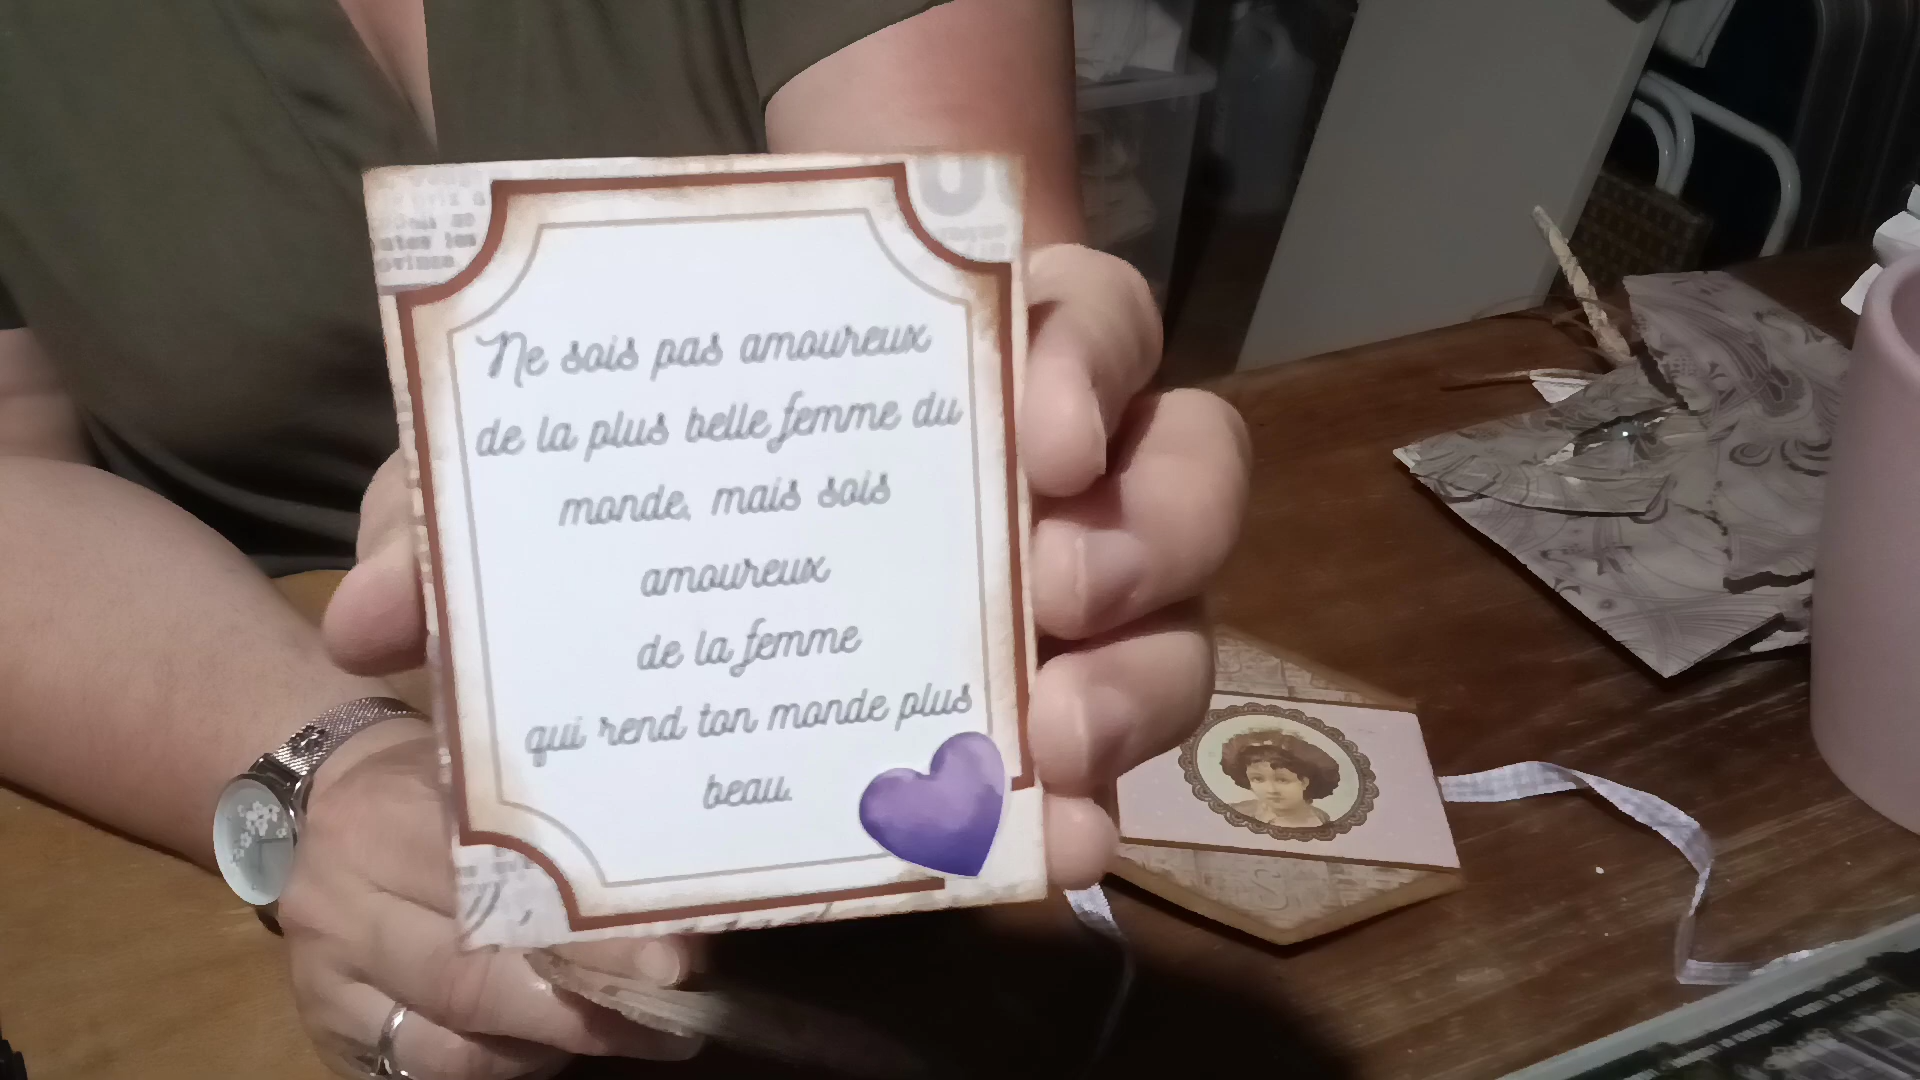 Ne sois pas amoureux
de la plus belle femme du
monde, mais sois
amoureux
de la femme
qui rend ton monde plus
beau.